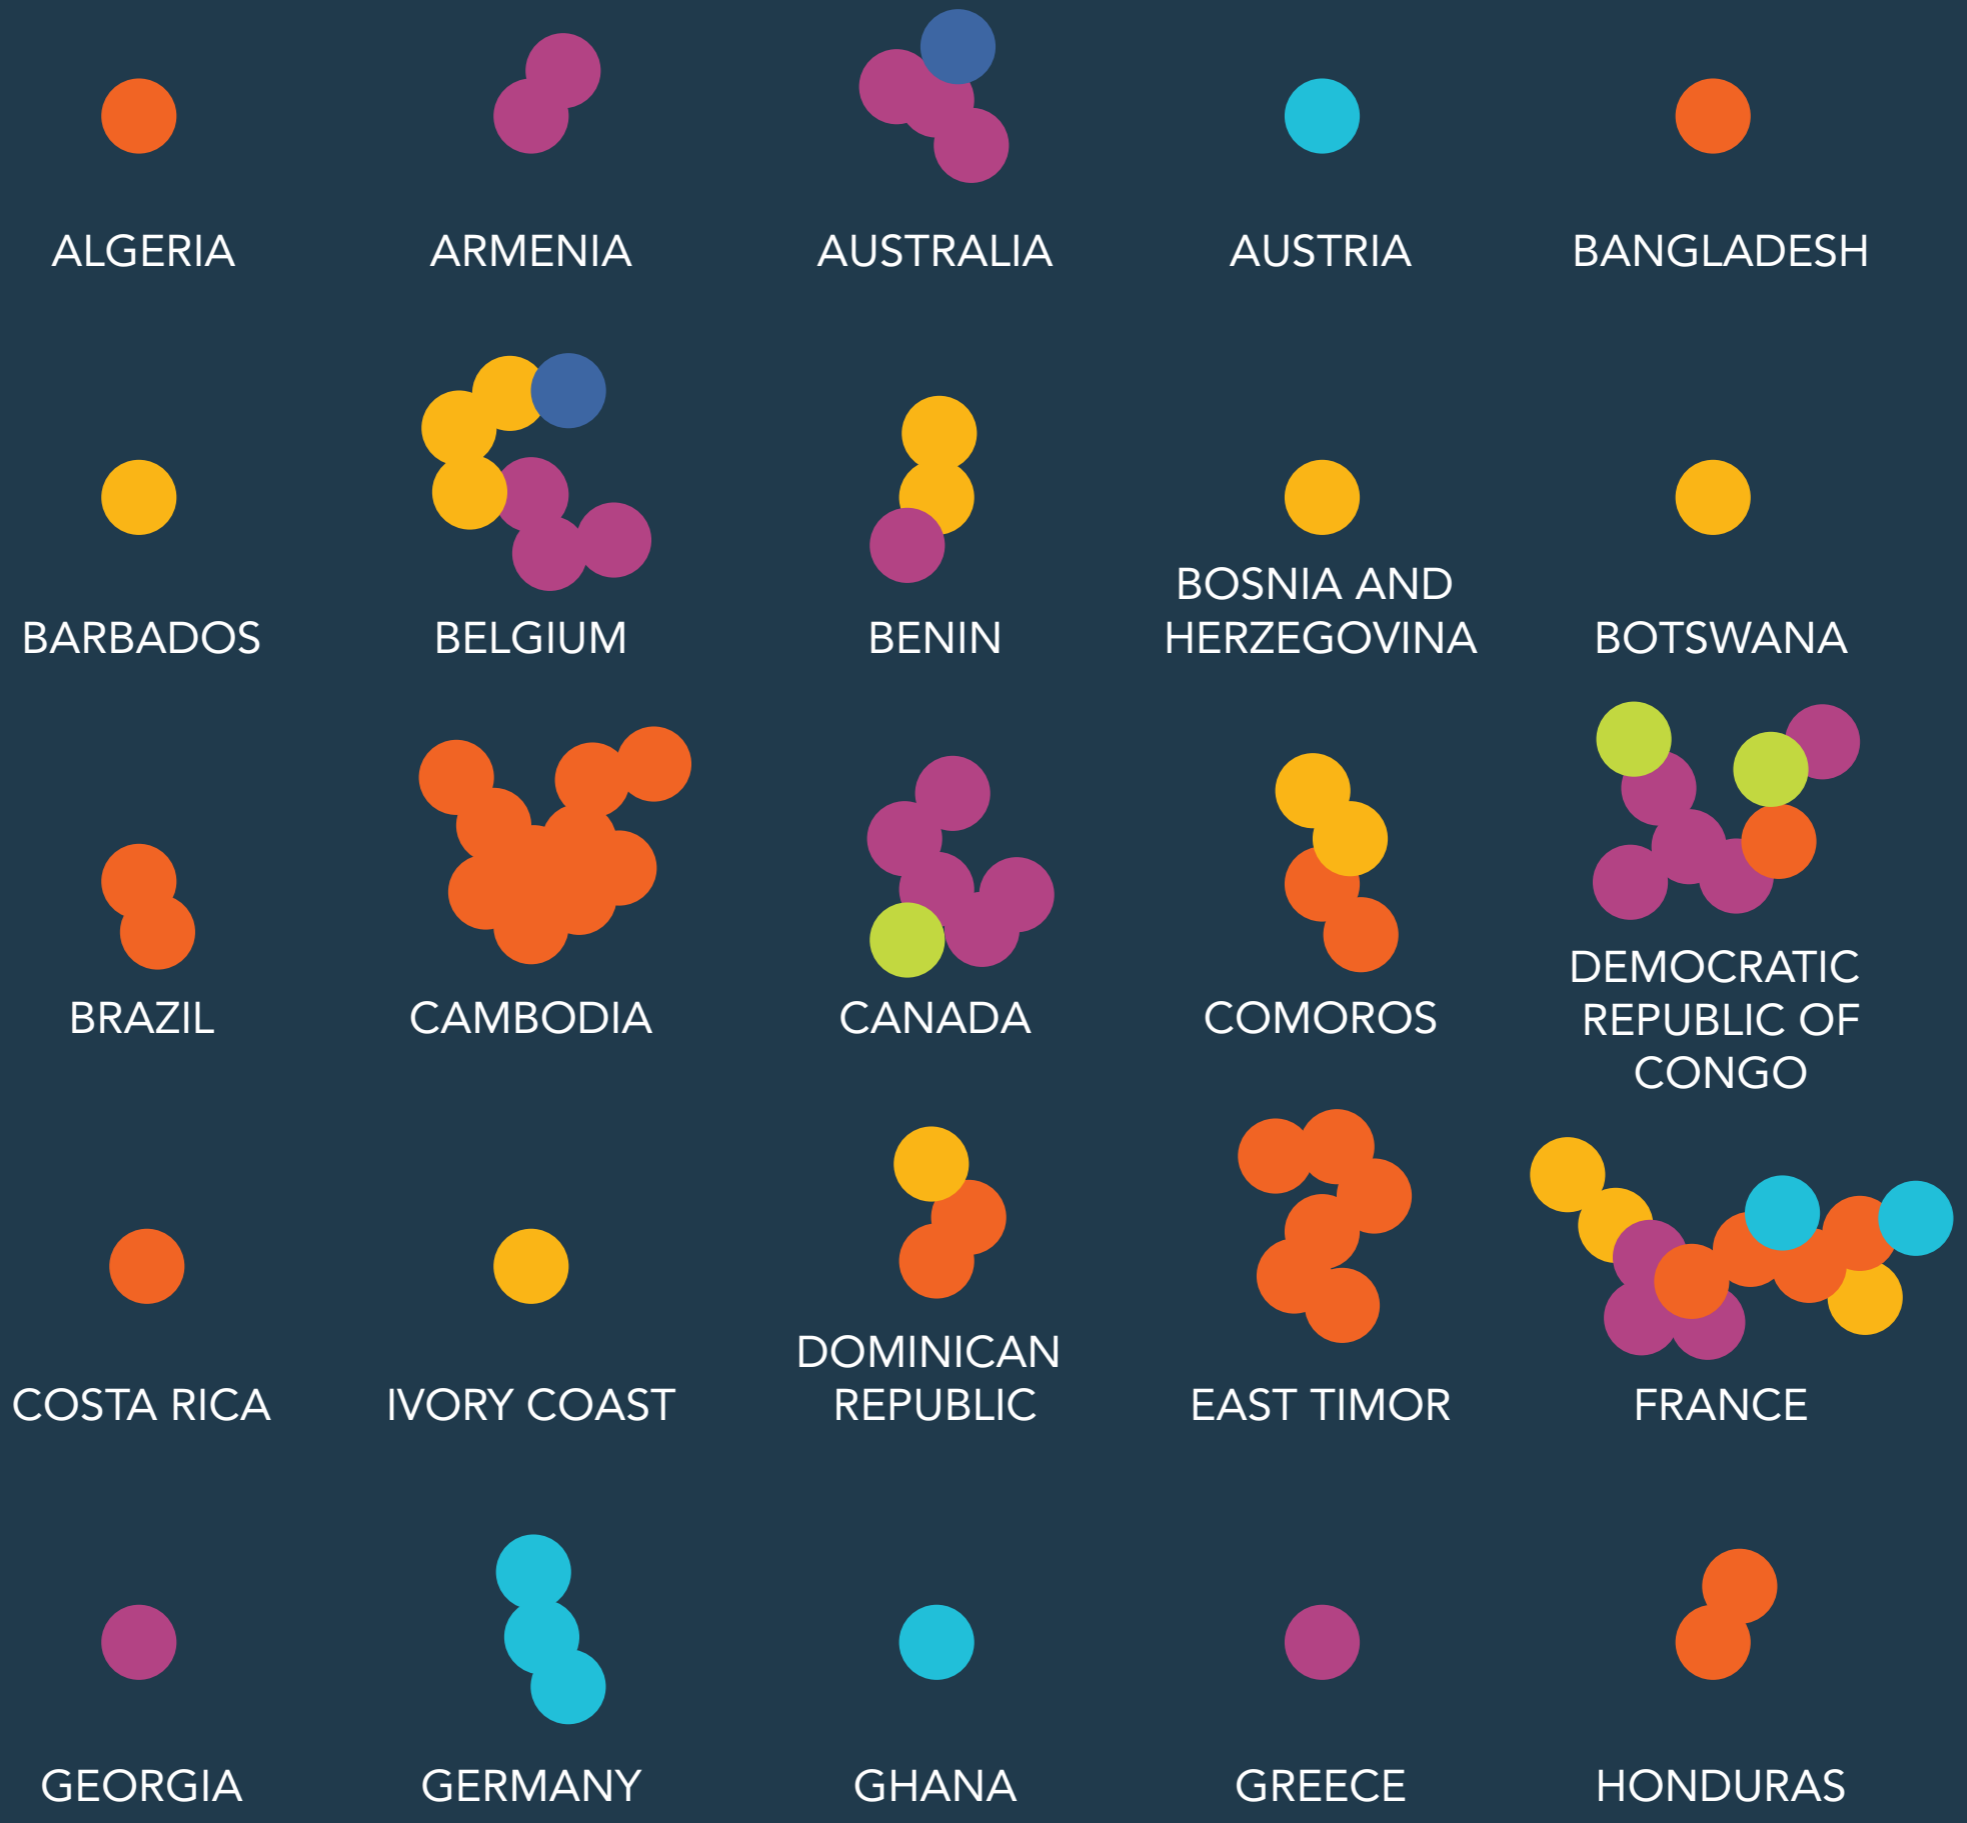 ALGERIA
ARMENIA
AUSTRALIA
AUSTRIA
BANGLADESH
BARBADOS
BELGIUM
BENIN
BOSNIA AND
HERZEGOVINA
BOTSWANA
BRAZIL
CAMBODIA
CANADA
COMOROS
DEMOCRATIC
REPUBLIC OF
CONGO
COSTA RICA
IVORY COAST
DOMINICAN
REPUBLIC
EAST TIMOR
FRANCE
GEORGIA
GERMANY
GHANA
GREECE
HONDURAS